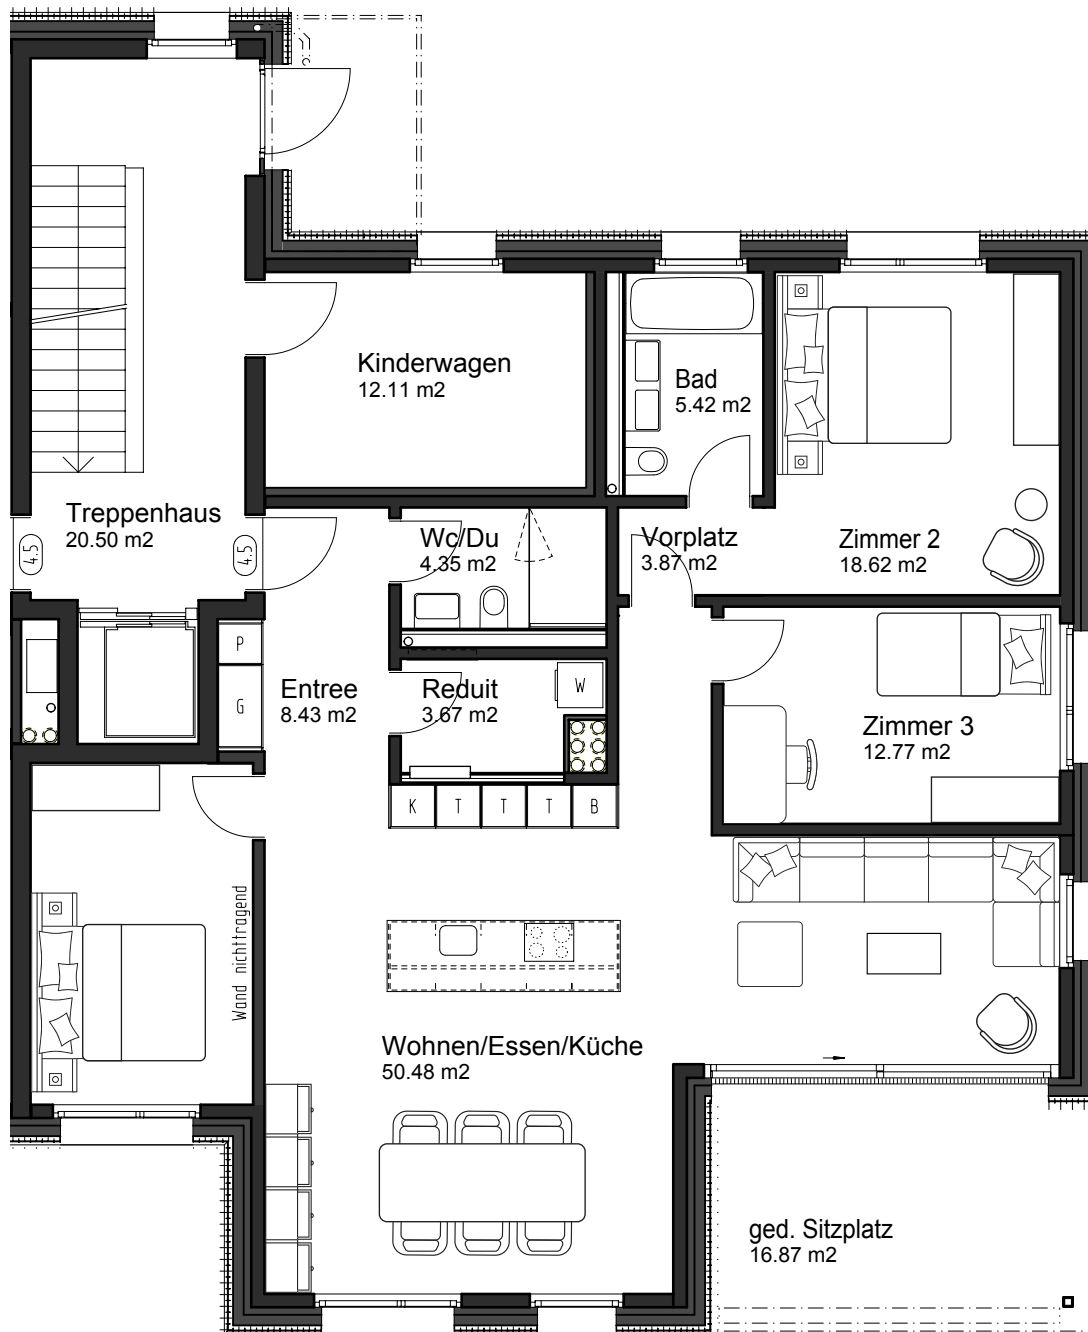 Kinderwagen
12.11 m2
Bad
5.42 m2
Treppenhaus
20.50 m2
4.5
4.5
Wc/Du
4.35 m2
Vorplatz
3.87 m2
Zimmer 2
18.62 m2
P
G
Entree
8.43 m2
Reduit
3.67 m2
W
Zimmer 3
12.77 m2
K T T T B
Wand nichttragend
Wohnen/Essen/Küche
50.48 m2
ged. Sitzplatz
16.87 m2